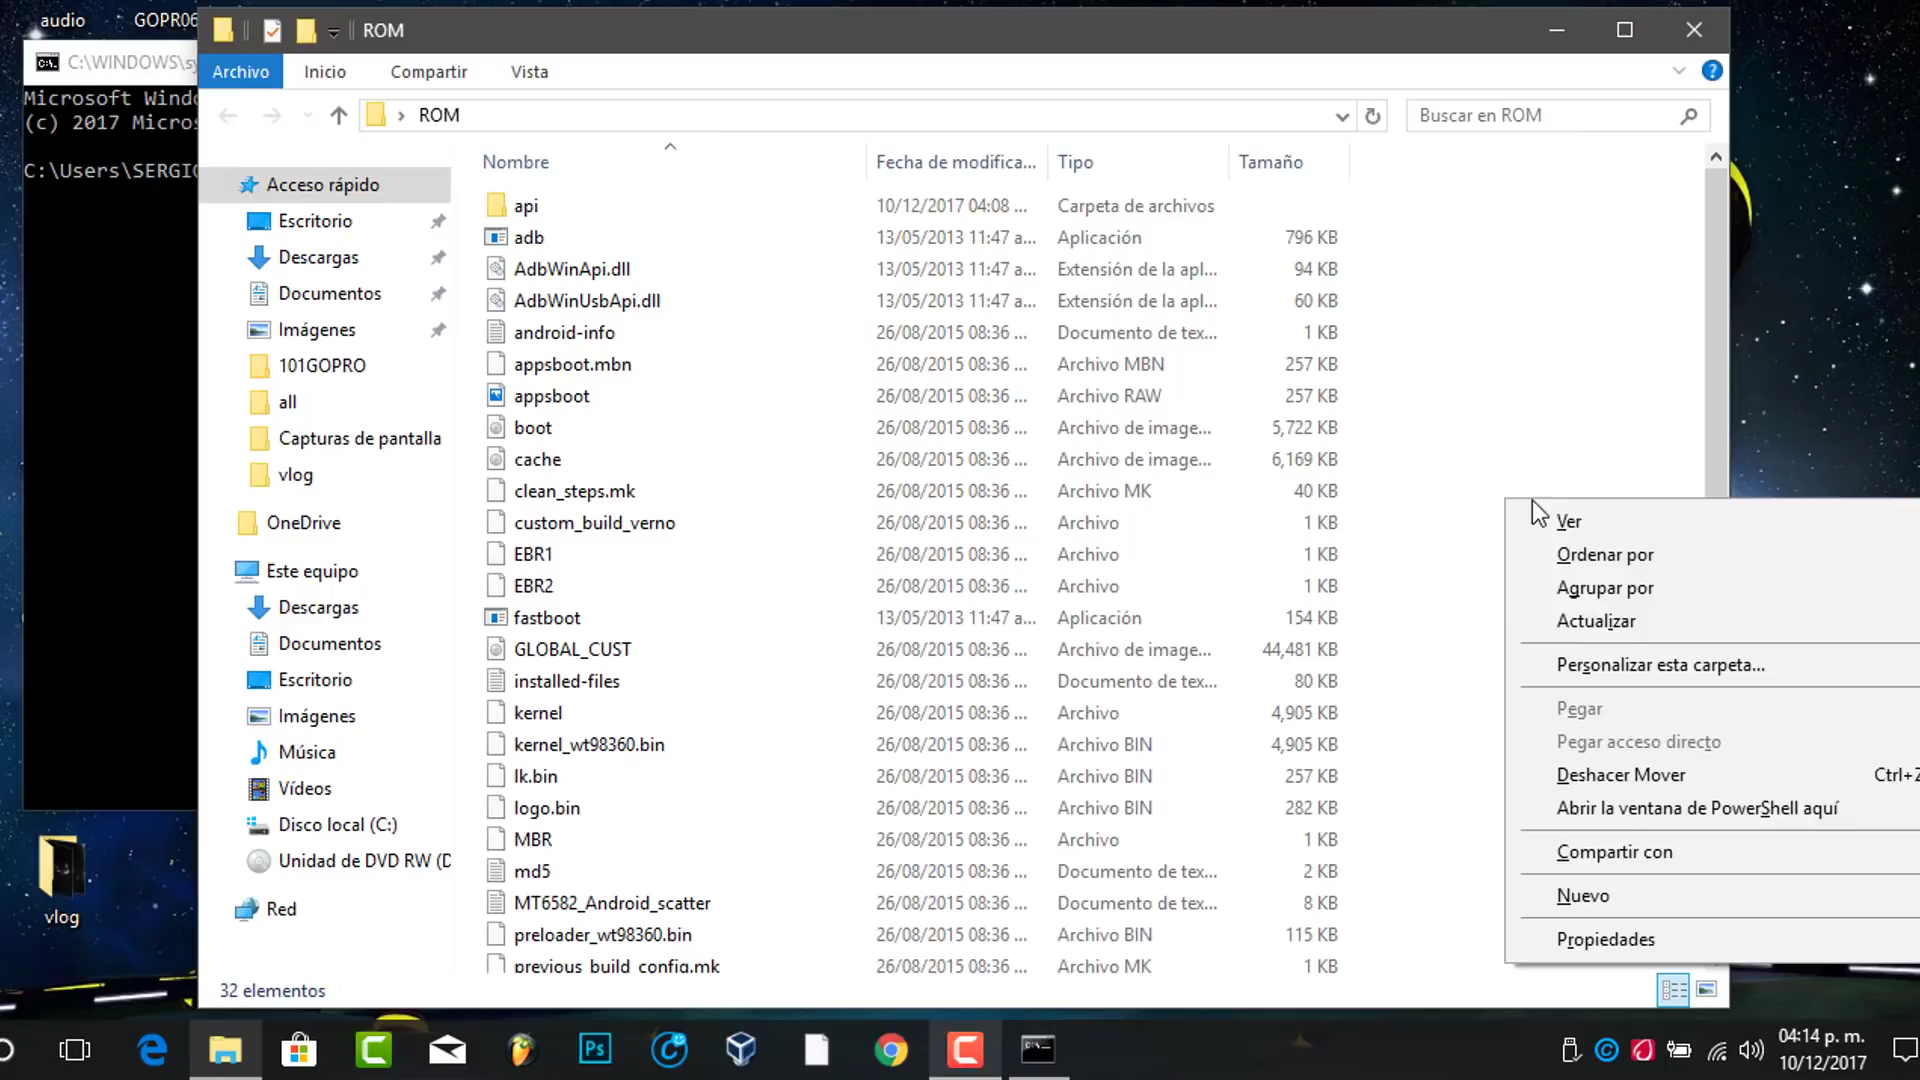 audio
GOPR06
ROM
C:\WINDOWS\sy
Archivo
Inicio
Compartir
Vista
Microsoft Windo
(c) 2017 Micros
C:\Users\SERGIO
ROM
Buscar en ROM
Nombre
Fecha de modifica...
Tipo
Tamaño
Acceso rápido
Escritorio
Descargas
Documentos
Imágenes
101GOPRO
all
Capturas de pantalla
vlog
OneDrive
Este equipo
Descargas
Documentos
Escritorio
Imágenes
Música
Vídeos
Disco local (C:)
Unidad de DVD RW (D
Red
api 10/12/2017 04:08 ... Carpeta de archivos
adb 13/05/2013 11:47 a... Aplicación 796 KB
AdbWinApi.dll 13/05/2013 11:47 a... Extensión de la apl... 94 KB
AdbWinUsbApi.dll 13/05/2013 11:47 a... Extensión de la apl... 60 KB
android-info 26/08/2015 08:36 ... Documento de tex... 1 KB
appsboot.mbn 26/08/2015 08:36 ... Archivo MBN 257 KB
appsboot 26/08/2015 08:36 ... Archivo RAW 257 KB
boot 26/08/2015 08:36 ... Archivo de image... 5,722 KB
cache 26/08/2015 08:36 ... Archivo de image... 6,169 KB
clean_steps.mk 26/08/2015 08:36 ... Archivo MK 40 KB
custom_build_verno 26/08/2015 08:36 ... Archivo 1 KB
EBR1 26/08/2015 08:36 ... Archivo 1 KB
EBR2 26/08/2015 08:36 ... Archivo 1 KB
fastboot 13/05/2013 11:47 a... Aplicación 154 KB
GLOBAL_CUST 26/08/2015 08:36 ... Archivo de image... 44,481 KB
installed-files 26/08/2015 08:36 ... Documento de tex... 80 KB
kernel 26/08/2015 08:36 ... Archivo 4,905 KB
kernel_wt98360.bin 26/08/2015 08:36 ... Archivo BIN 4,905 KB
lk.bin 26/08/2015 08:36 ... Archivo BIN 257 KB
logo.bin 26/08/2015 08:36 ... Archivo BIN 282 KB
MBR 26/08/2015 08:36 ... Archivo 1 KB
md5 26/08/2015 08:36 ... Documento de tex... 2 KB
MT6582_Android_scatter 26/08/2015 08:36 ... Documento de tex... 8 KB
preloader_wt98360.bin 26/08/2015 08:36 ... Archivo BIN 115 KB
previous_build_config.mk 26/08/2015 08:36 ... Archivo MK 1 KB
Ver
Ordenar por
Agrupar por
Actualizar
Personalizar esta carpeta...
Pegar
Pegar acceso directo
Deshacer Mover Ctrl+Z
Abrir la ventana de PowerShell aquí
Compartir con
Nuevo
Propiedades
32 elementos
vlog
Ps
04:14 p. m.
10/12/2017